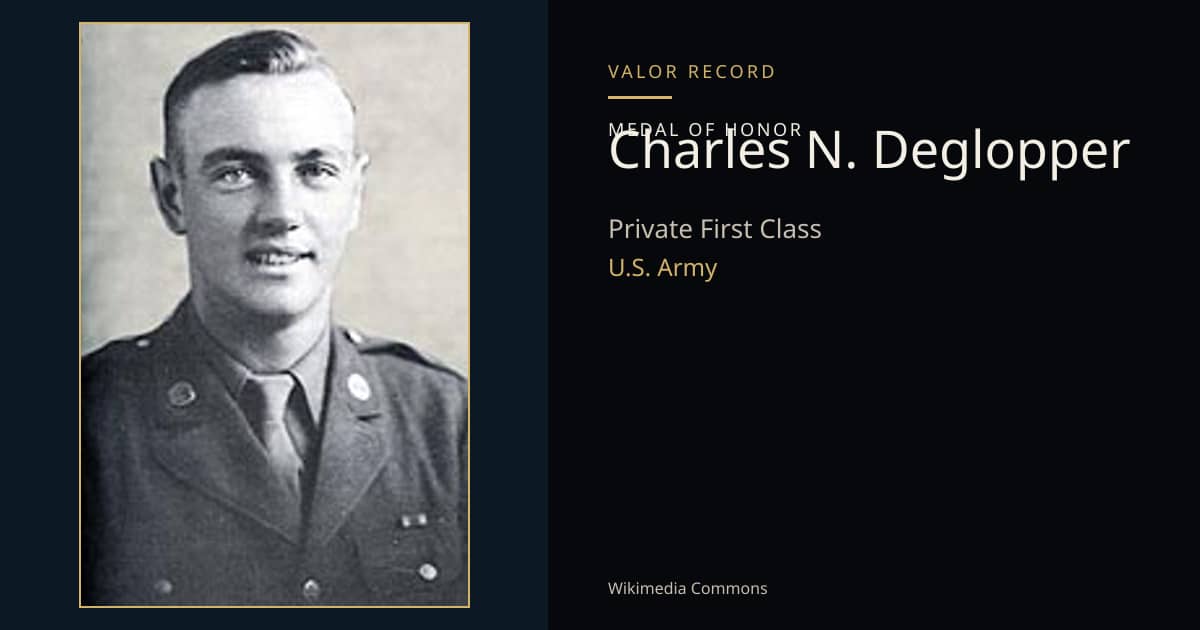 VALOR RECORD
MEDAL OF HONOR
Charles N. Deglopper
Private First Class
U.S. Army
Wikimedia Commons